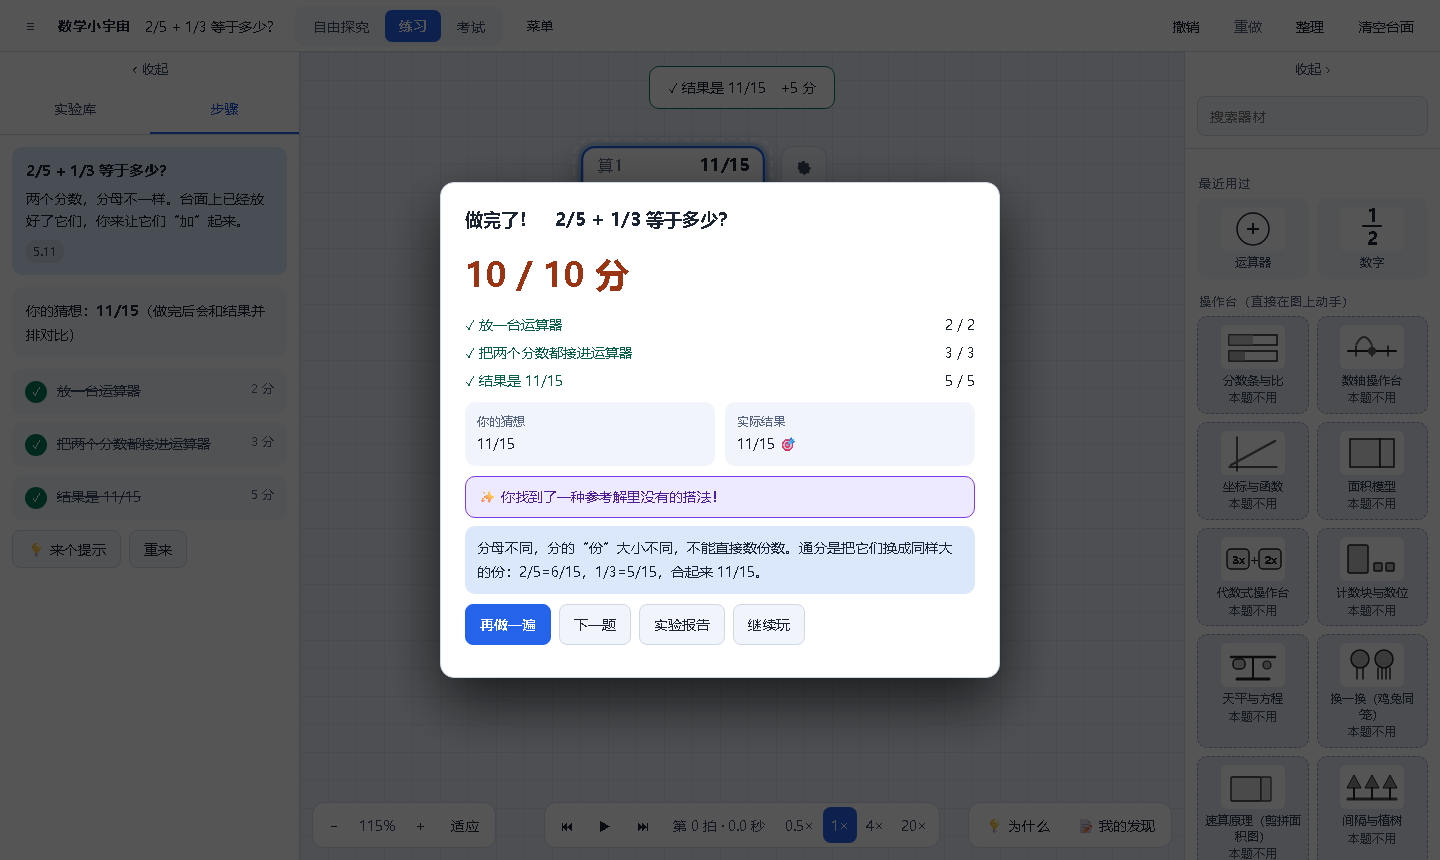 ≡ 数学小宇宙 2/5 + 1/3 等于多少? 自由探究 练习 考试 菜单 撤销 重做 整理 清空台面
‹ 收起
实验库 步骤
2/5 + 1/3 等于多少?
两个分数，分母不一样。台面上已经放
好了它们，你来让它们“加”起来。
5.11
你的猜想：11/15（做完后会和结果并
排对比）
✓ 放一台运算器 2 分
✓ 把两个分数都接进运算器 3 分
✓ 结果是 11/15 5 分
💡 来个提示 重来
✓ 结果是 11/15 +5 分
算1 11/15
做完了! 2/5 + 1/3 等于多少?
10 / 10 分
✓ 放一台运算器 2 / 2
✓ 把两个分数都接进运算器 3 / 3
✓ 结果是 11/15 5 / 5
你的猜想
11/15
实际结果
11/15 🎯
✨ 你找到了一种参考解里没有的搭法!
分母不同，分的“份”大小不同，不能直接数份数。通分是把它们换成同样大
的份：2/5=6/15，1/3=5/15，合起来 11/15。
再做一遍 下一题 实验报告 继续玩
− 115% + 适应
⏮ ▶ ⏭ 第 0 拍 · 0.0 秒 0.5× 1× 4× 20×
💡 为什么 📝 我的发现
收起 ›
搜索器材
最近用过
运算器
1
2
数字
操作台（直接在图上动手）
分数条与比
本题不用
数轴操作台
本题不用
坐标与函数
本题不用
面积模型
本题不用
3x + 2x
代数式操作台
本题不用
计数块与数位
本题不用
天平与方程
本题不用
换一换（鸡兔同
笼）
本题不用
速算原理（剪拼面
积图）
本题不用
间隔与植树
本题不用